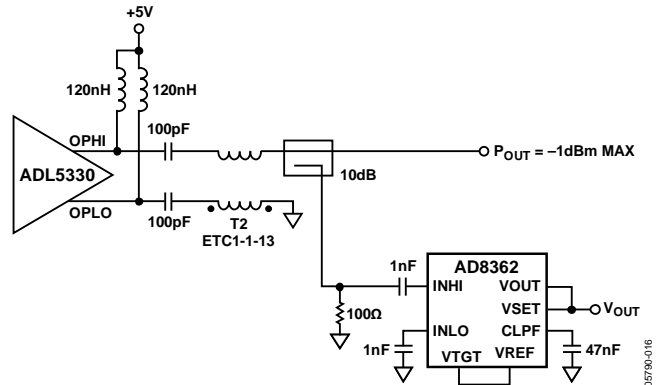 +5V
120nH
120nH
100pF
OPHI
ADL5330
OPLO
100pF
T2
ETC1-1-13
10dB
POUT = –1dBm MAX
1nF
AD8362
INHI
VOUT
VSET
VOUT
100Ω
INLO
CLPF
1nF
47nF
VTGT
VREF
05790-016